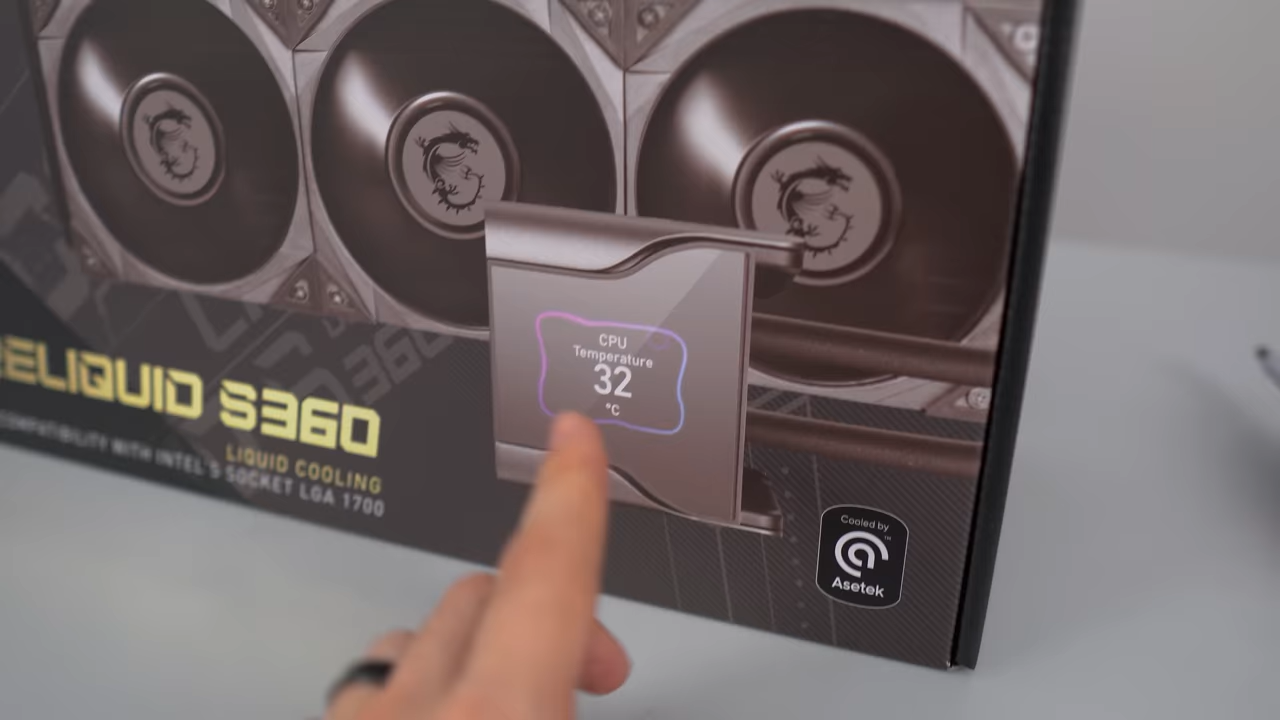 CPU
Temperature
32
°C
ELIQUID S360
LIQUID COOLING
COMPATIBILITY WITH INTEL'S SOCKET LGA 1700
Cooled by
Asetek